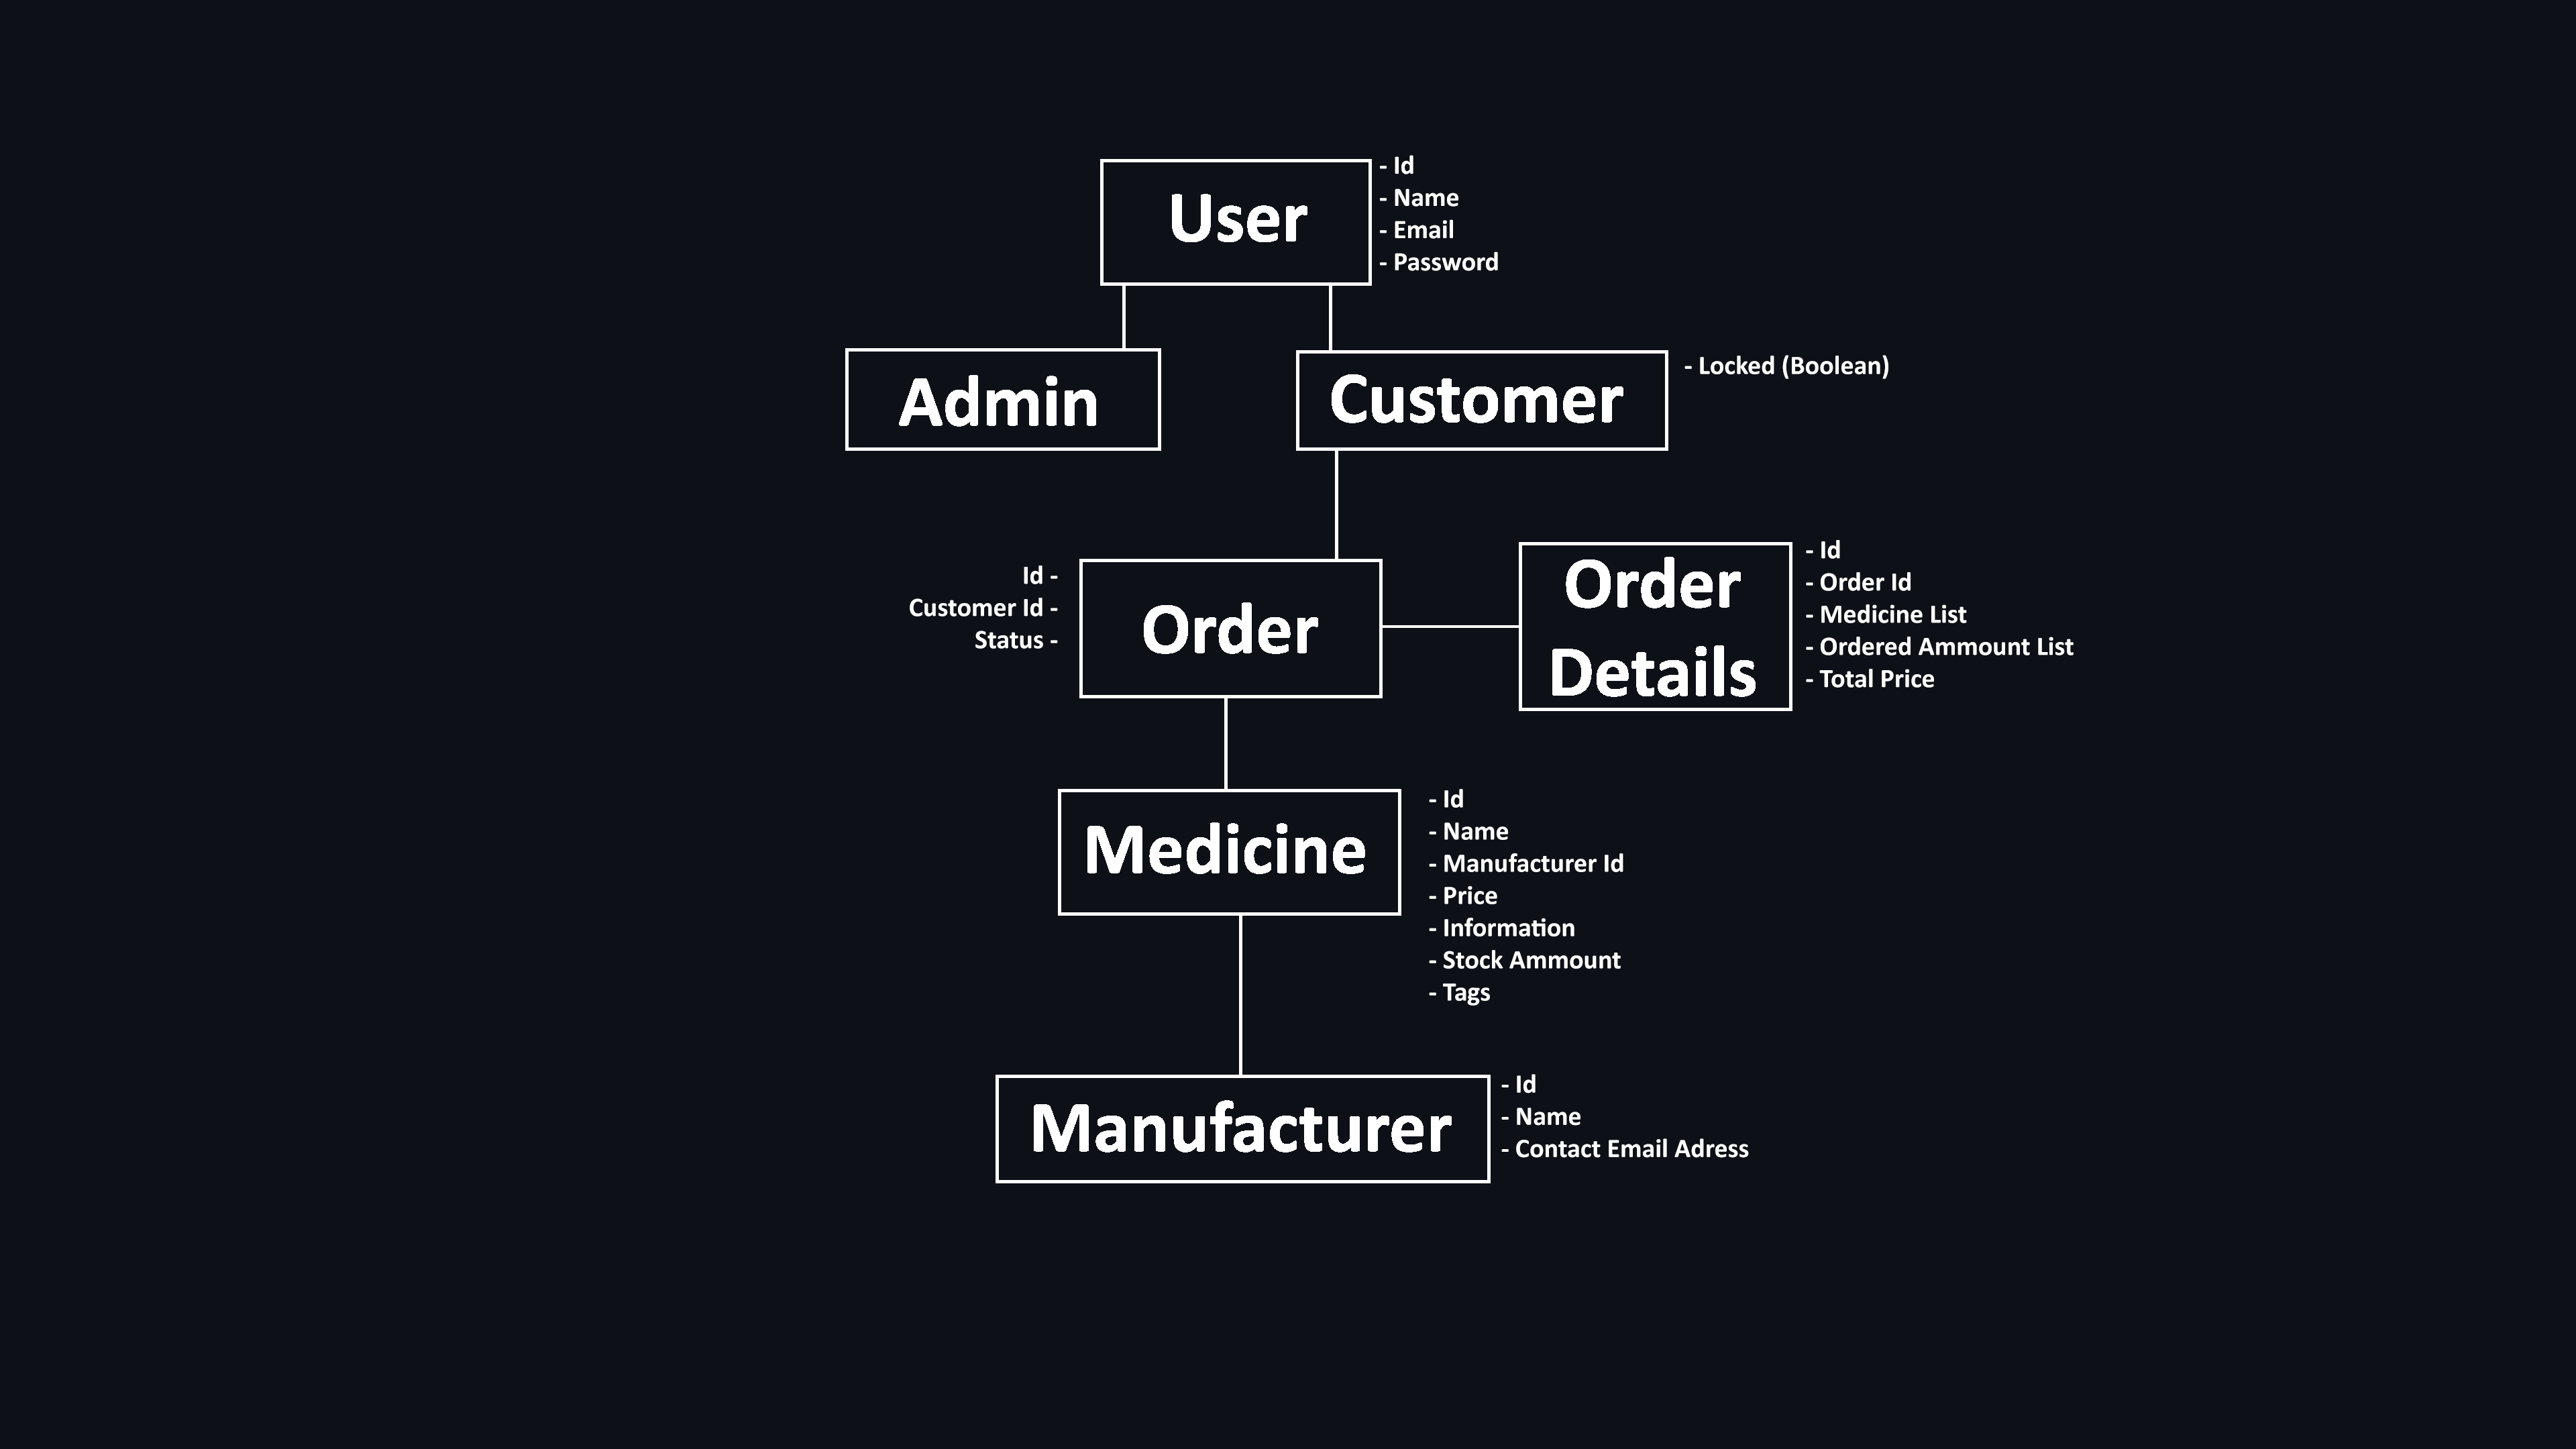 User
- Id
- Name
- Email
- Password
Admin
Customer
- Locked (Boolean)
Id -
Customer Id -
Status -
Order
Order
Details
- Id
- Order Id
- Medicine List
- Ordered Ammount List
- Total Price
Medicine
- Id
- Name
- Manufacturer Id
- Price
- Information
- Stock Ammount
- Tags
Manufacturer
- Id
- Name
- Contact Email Adress